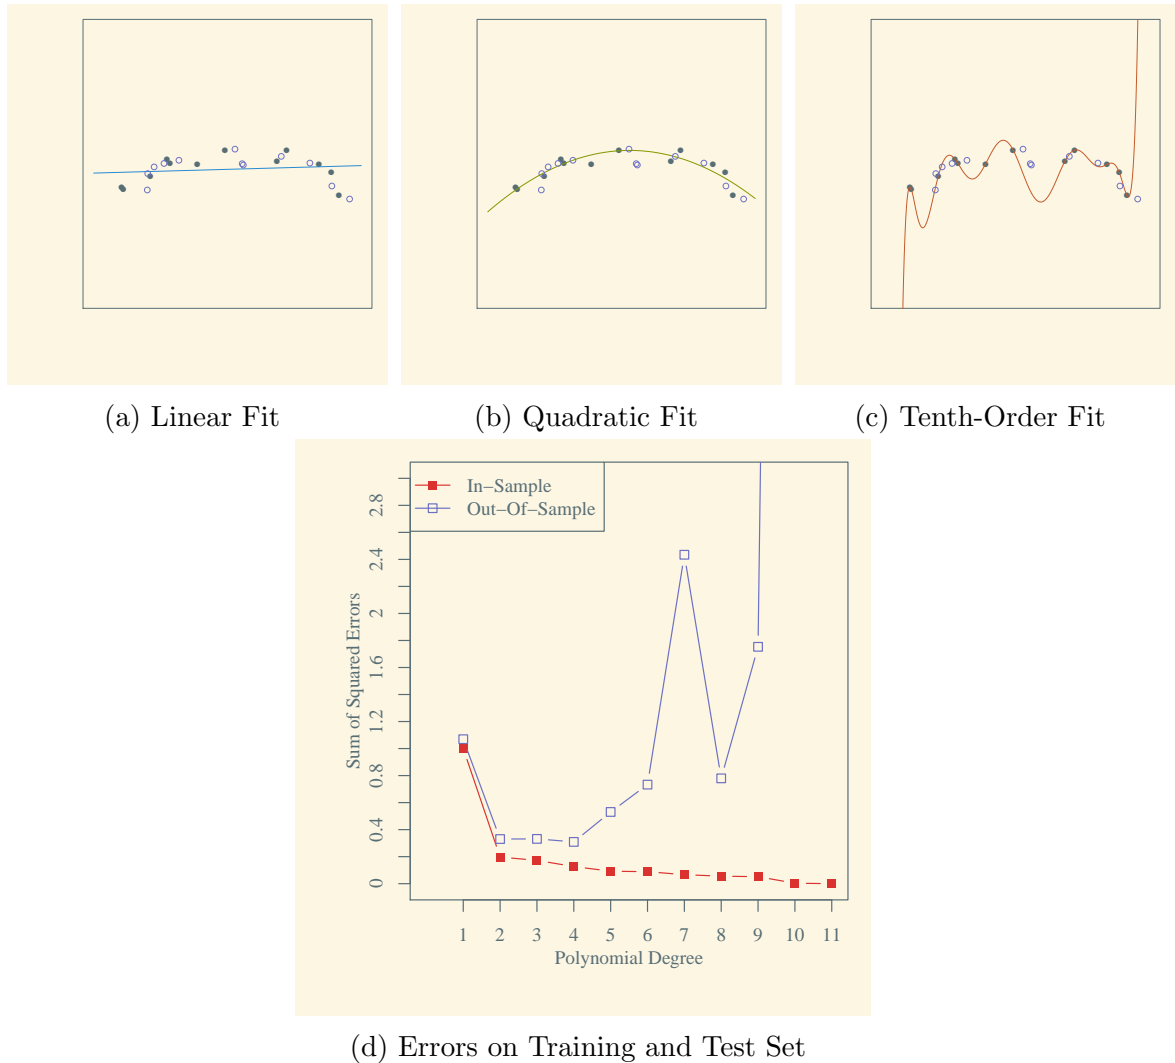 (a) Linear Fit
(b) Quadratic Fit
(c) Tenth-Order Fit
In−Sample
Out−Of−Sample
Sum of Squared Errors
2.8
2.4
2
1.6
1.2
0.8
0.4
0
1 2 3 4 5 6 7 8 9 10 11
Polynomial Degree
(d) Errors on Training and Test Set